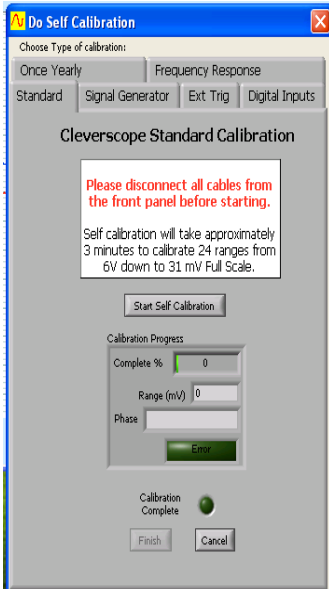 Do Self Calibration
Choose Type of calibration:
Once Yearly
Frequency Response
Standard
Signal Generator
Ext Trig
Digital Inputs
Cleverscope Standard Calibration
Please disconnect all cables from
the front panel before starting.
Self calibration will take approximately
3 minutes to calibrate 24 ranges from
6V down to 31 mV Full Scale.
Start Self Calibration
Calibration Progress
Complete % 0
Range (mV) 0
Phase
Error
Calibration
Complete
Finish
Cancel